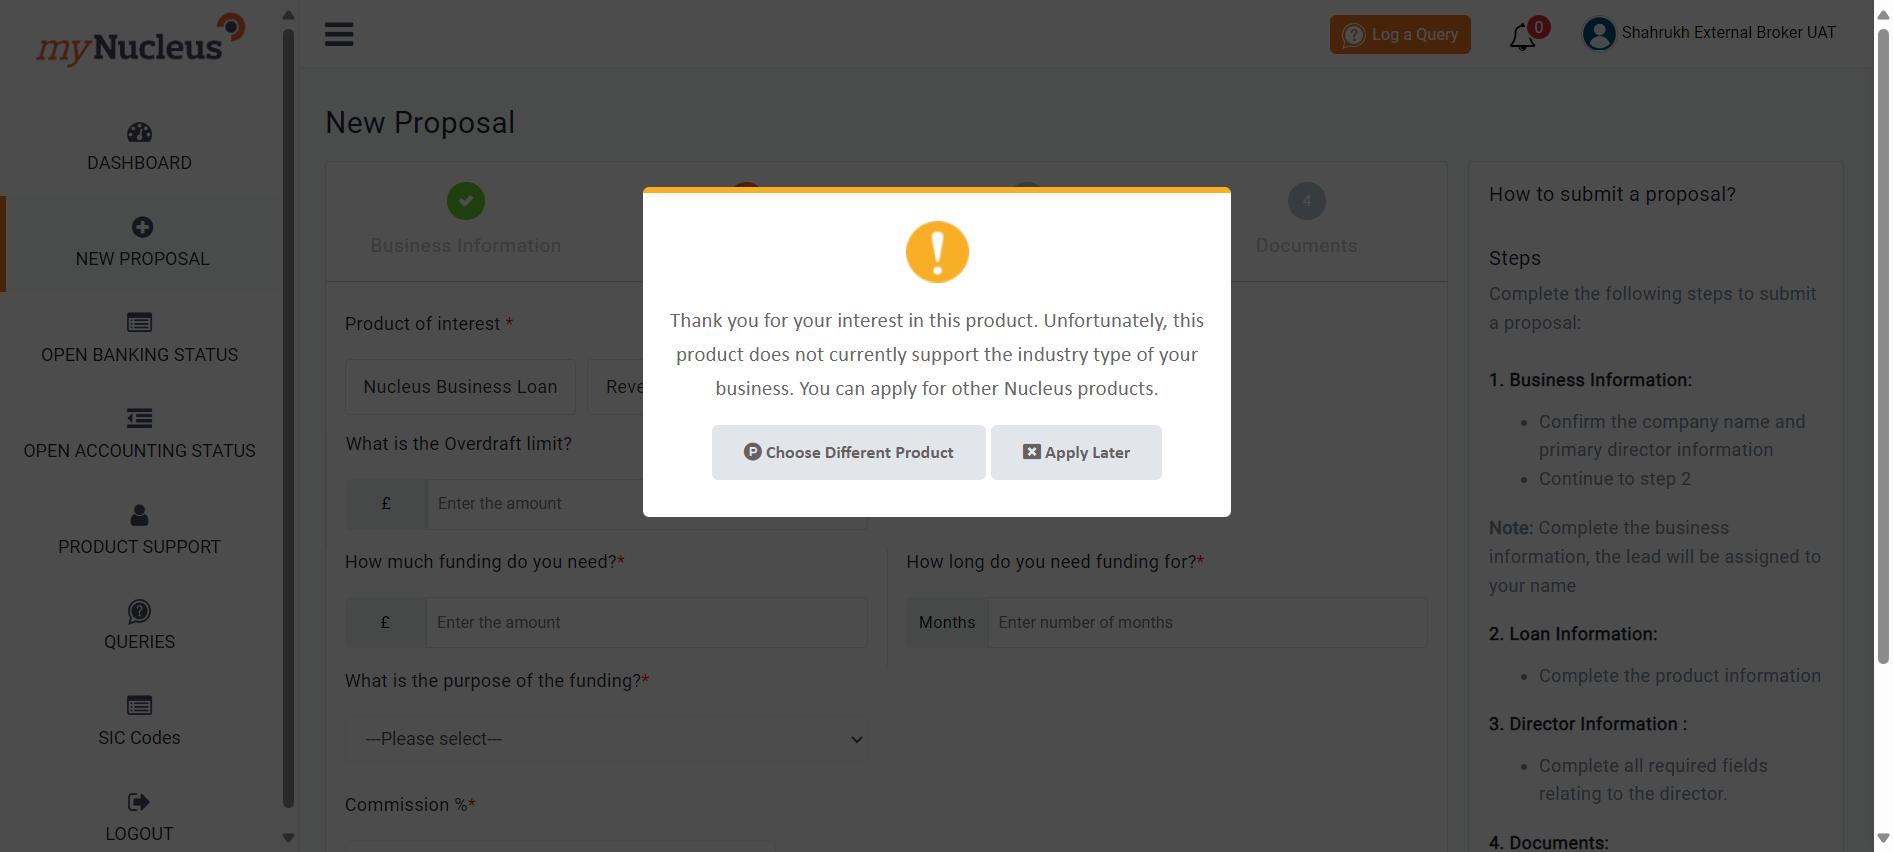 myNucleus
DASHBOARD
NEW PROPOSAL
OPEN BANKING STATUS
OPEN ACCOUNTING STATUS
PRODUCT SUPPORT
QUERIES
SIC Codes
LOGOUT
Log a Query
0
Shahrukh External Broker UAT
New Proposal
Business Information
4
Documents
Product of interest *
Nucleus Business Loan
What is the Overdraft limit?
£ Enter the amount
How much funding do you need?*
£ Enter the amount
How long do you need funding for?*
Months Enter number of months
What is the purpose of the funding?*
---Please select---
Commission %*
Thank you for your interest in this product. Unfortunately, this
product does not currently support the industry type of your
business. You can apply for other Nucleus products.
Choose Different Product
Apply Later
How to submit a proposal?
Steps
Complete the following steps to submit
a proposal:
1. Business Information:
• Confirm the company name and
primary director information
• Continue to step 2
Note: Complete the business
information, the lead will be assigned to
your name
2. Loan Information:
• Complete the product information
3. Director Information :
• Complete all required fields
relating to the director.
4. Documents: